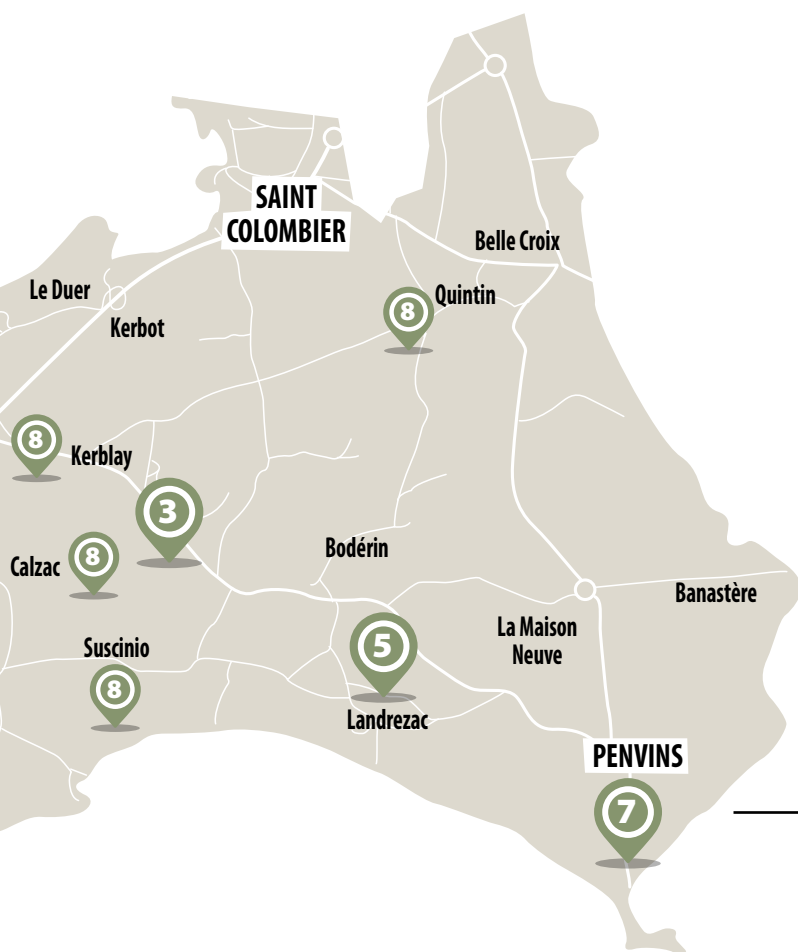 SAINT
COLOMBIER
Belle Croix
Le Duer
Quintin
8
Kerbot
8
Kerblay
3
Bodérin
8
Calzac
Banastère
La Maison
Neuve
5
Suscinio
8
Landrezac
PENVINS
7